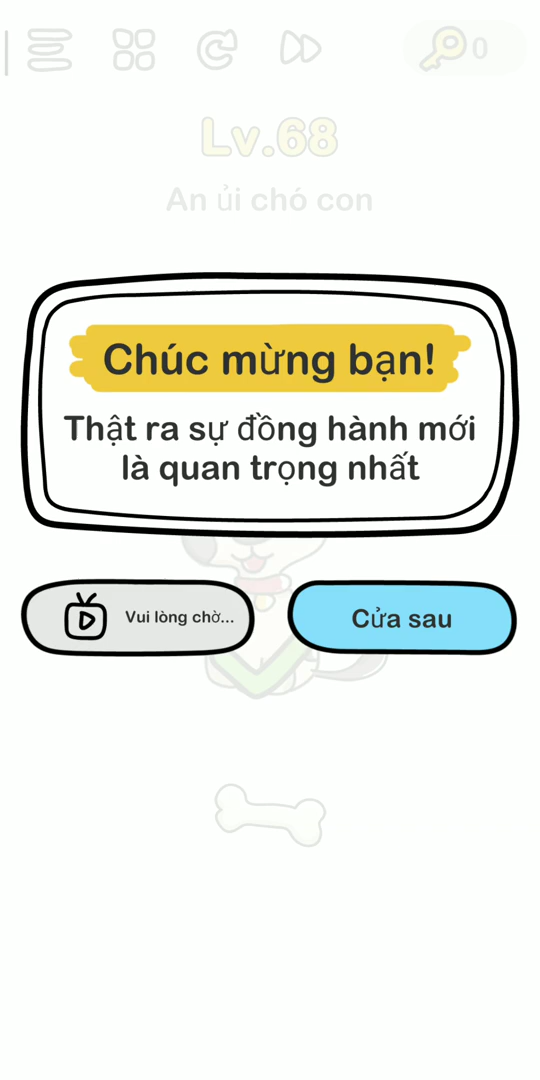 0
Lv.68
An ủi chó con
Chúc mừng bạn!
Thật ra sự đồng hành mới
là quan trọng nhất
Vui lòng chờ...
Cửa sau